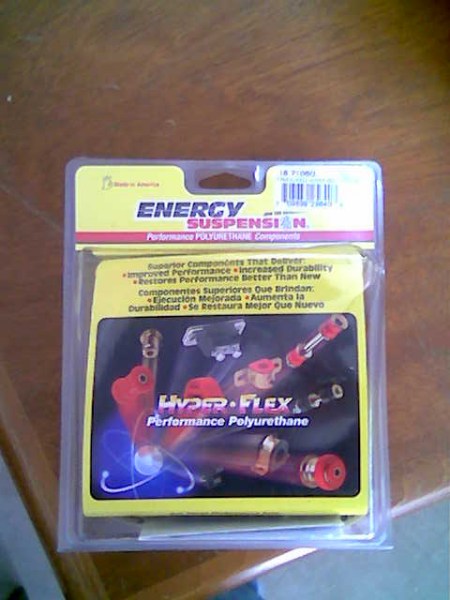 Made in America
ENERGY
SUSPENSION
Performance POLYURETHANE Components
Superior Components That Deliver:
•Improved Performance •Increased Durability
•Restores Performance Better Than New
Componentes Superiores Que Brindan:
•Ejecución Mejorada •Aumenta la
Durabilidad •Se Restaura Mejor Que Nuevo
HYPER•FLEX
Performance Polyurethane